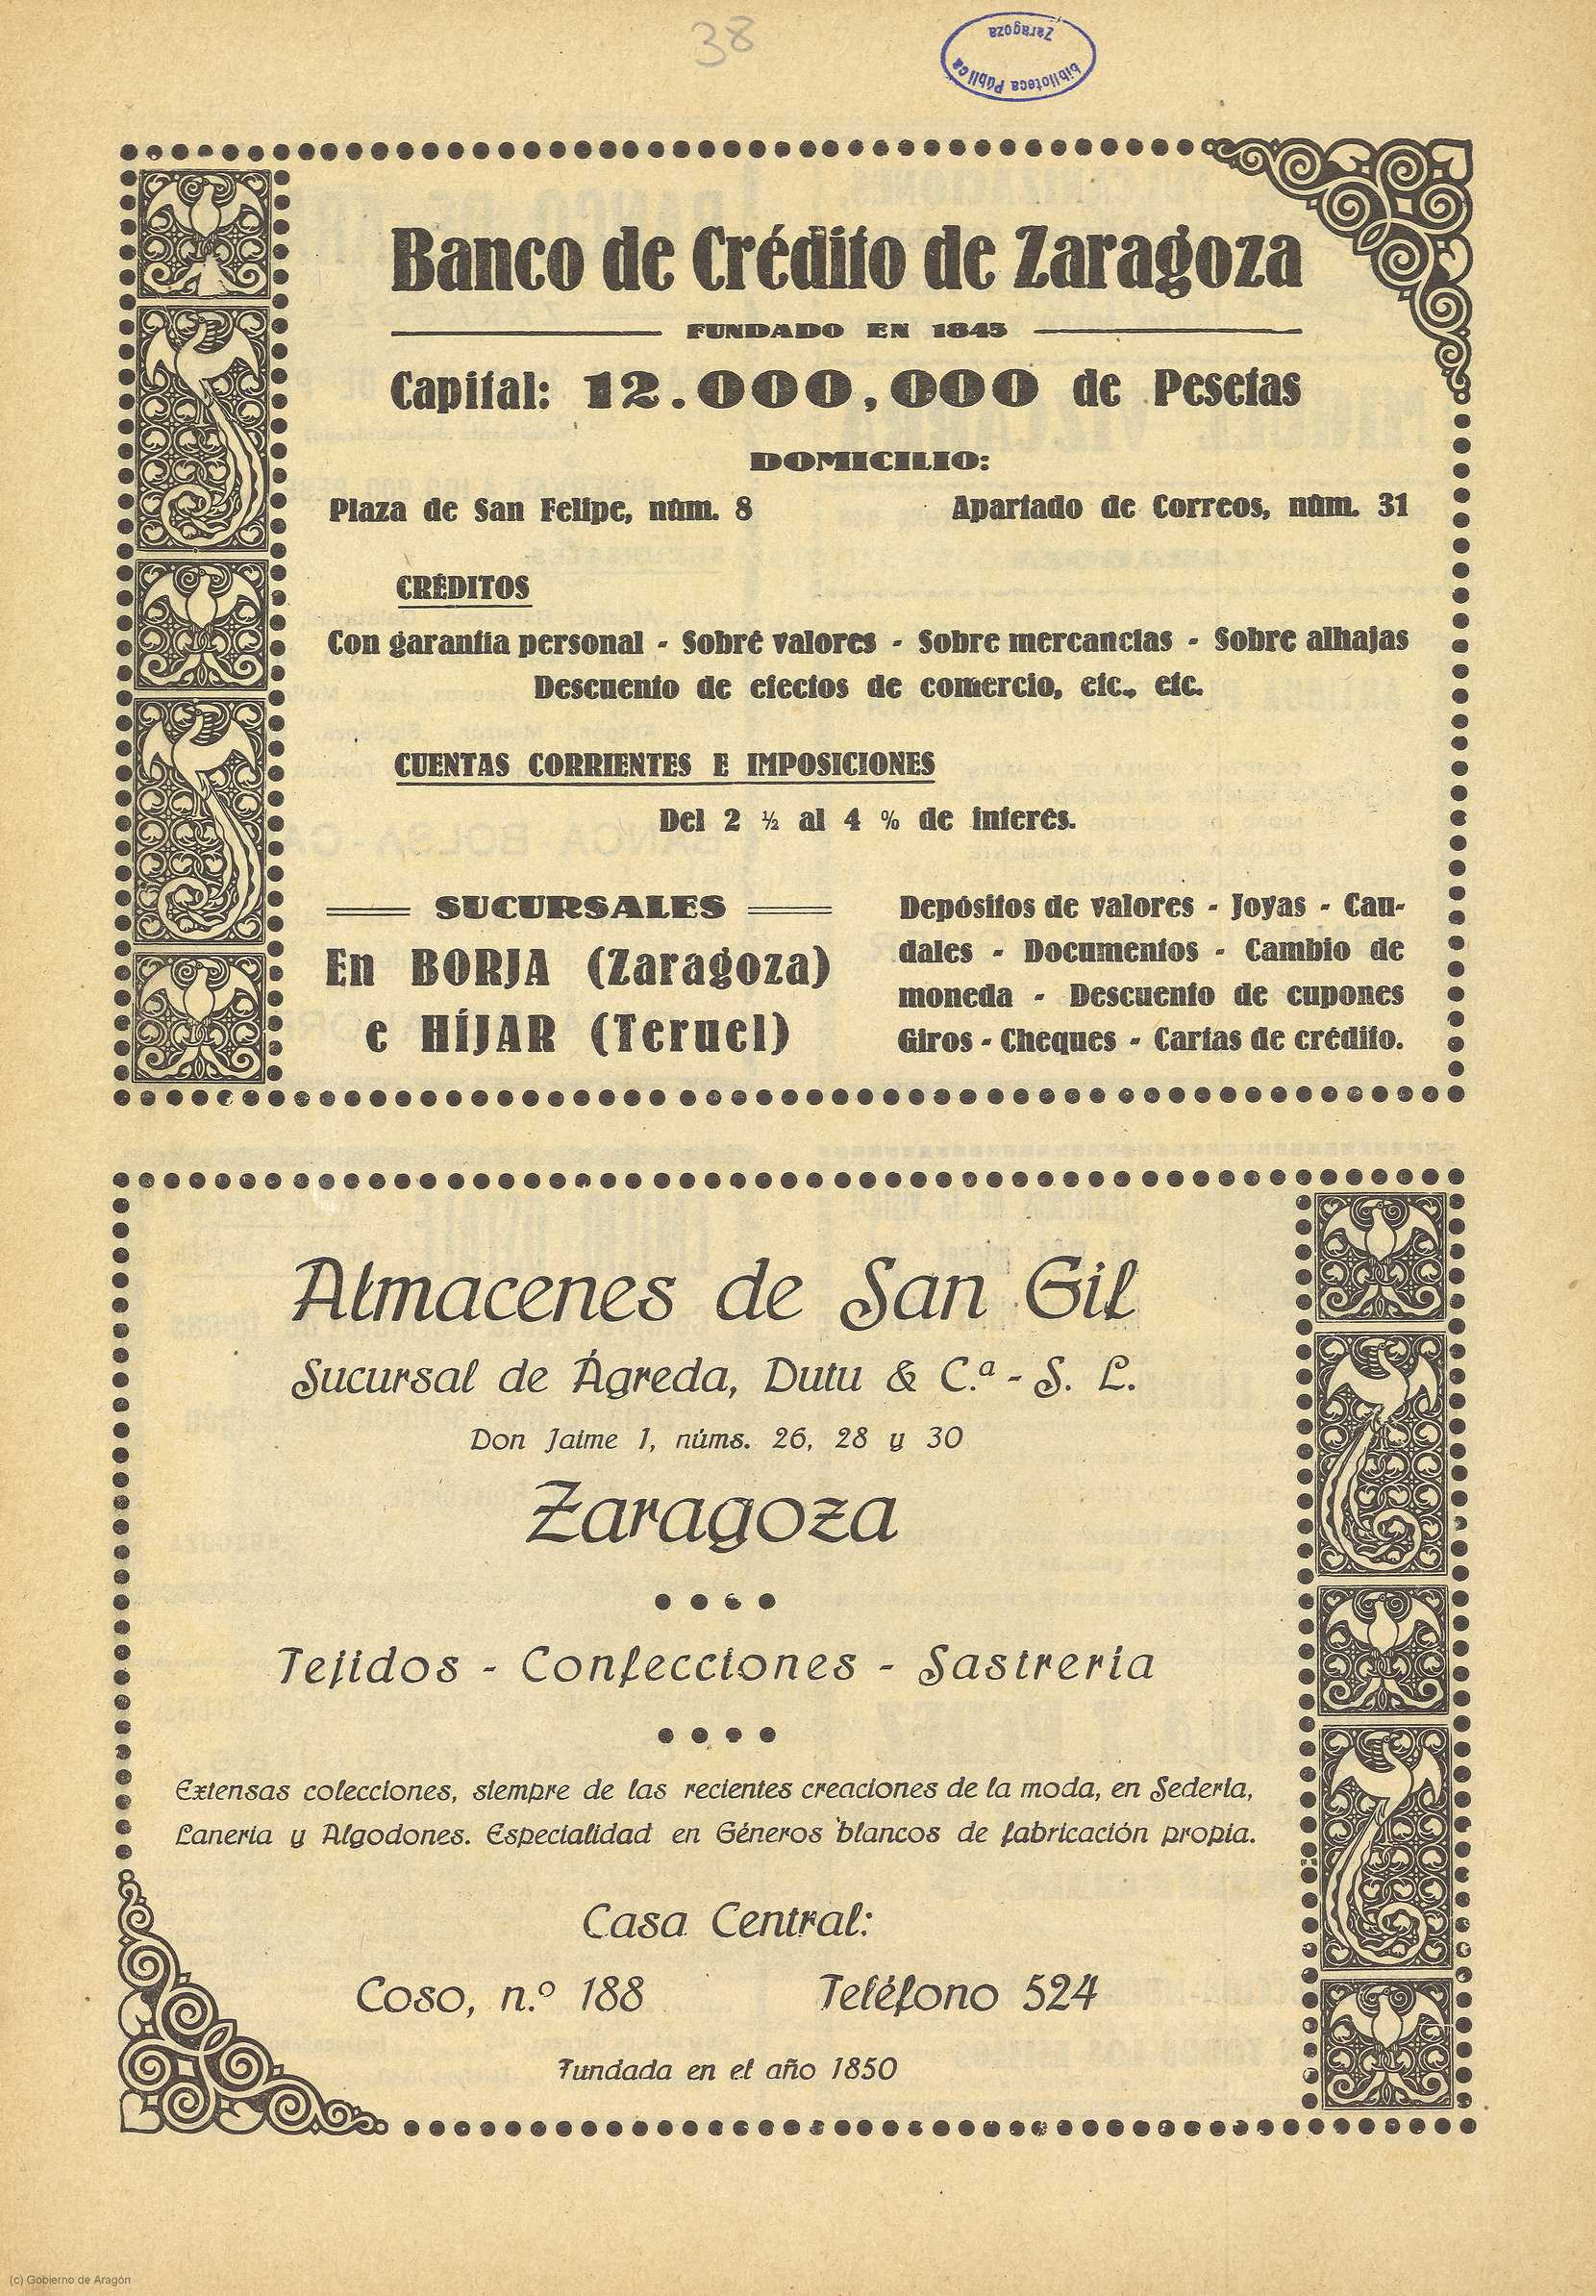 38
Biblioteca Pública
Zaragoza
Banco de Crédito de Zaragoza
FUNDADO EN 1845
Capital: 12.000,000 de Pesetas
DOMICILIO:
Plaza de San Felipe, núm. 8
Apartado de Correos, núm. 31
CRÉDITOS
Con garantía personal - Sobre valores - Sobre mercancías - Sobre alhajas
Descuento de efectos de comercio, etc., etc.
CUENTAS CORRIENTES E IMPOSICIONES
Del 2 ½ al 4 % de interés.
SUCURSALES
En BORJA (Zaragoza)
e HÍJAR (Teruel)
Depósitos de valores - Joyas - Cau-
dales - Documentos - Cambio de
moneda - Descuento de cupones
Giros - Cheques - Cartas de crédito.
Almacenes de San Gil
Sucursal de Ágreda, Dutu & C.ª - S. L.
Don Jaime I, núms. 26, 28 y 30
Zaragoza
Tejidos - Confecciones - Sastrería
Extensas colecciones, siempre de las recientes creaciones de la moda, en Sedería,
Lanería y Algodones. Especialidad en Géneros blancos de fabricación propia.
Casa Central:
Coso, n.º 188
Teléfono 524
Fundada en el año 1850
(c) Gobierno de Aragón